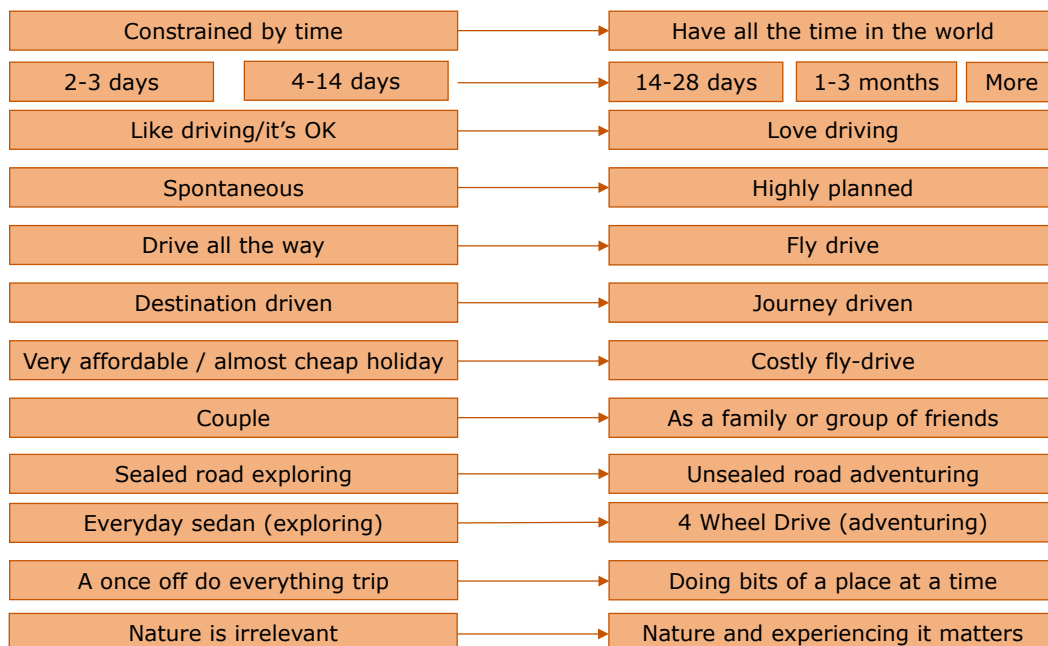 Constrained by time
Have all the time in the world
2-3 days
4-14 days
14-28 days
1-3 months
More
Like driving/it’s OK
Love driving
Spontaneous
Highly planned
Drive all the way
Fly drive
Destination driven
Journey driven
Very affordable / almost cheap holiday
Costly fly-drive
Couple
As a family or group of friends
Sealed road exploring
Unsealed road adventuring
Everyday sedan (exploring)
4 Wheel Drive (adventuring)
A once off do everything trip
Doing bits of a place at a time
Nature is irrelevant
Nature and experiencing it matters